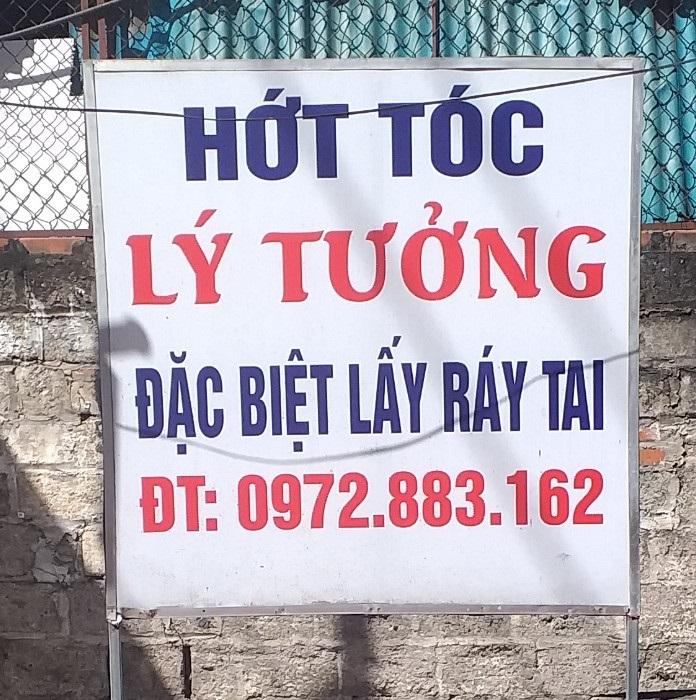 HỚT TÓC
LÝ TƯỞNG
ĐẶC BIỆT LẤY RÁY TAI
ĐT: 0972.883.162